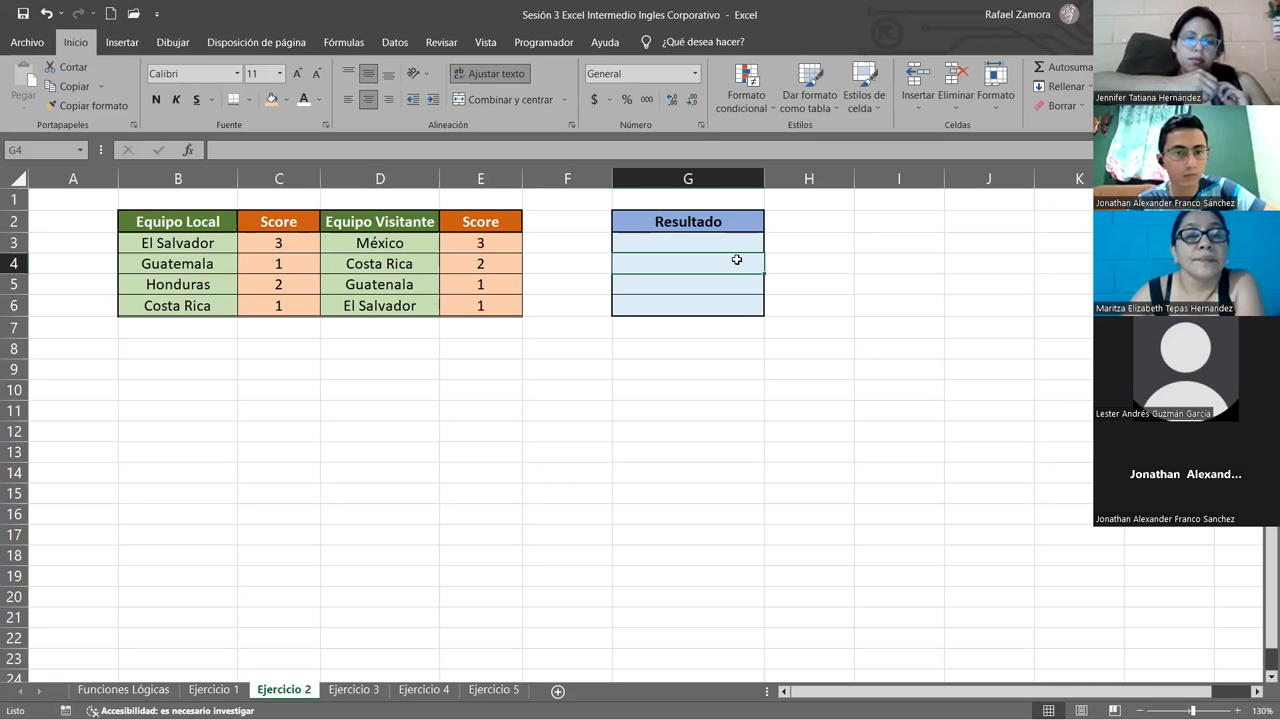 Sesión 3 Excel Intermedio Ingles Corporativo - Excel
Rafael Zamora
Archivo Inicio Insertar Dibujar Disposición de página Fórmulas Datos Revisar Vista Programador Ayuda ¿Qué desea hacer?
Pegar
Cortar
Copiar
Copiar formato
Portapapeles
Calibri 11
N K S
Fuente
Ajustar texto
Combinar y centrar
Alineación
General
$ % 000
Número
Formato condicional
Dar formato como tabla
Estilos de celda
Estilos
Insertar Eliminar Formato
Celdas
Autosuma
Rellenar
Borrar
G4
fx
A B C D E F G H I J K
1
2 Equipo Local Score Equipo Visitante Score Resultado
3 El Salvador 3 México 3
4 Guatemala 1 Costa Rica 2
5 Honduras 2 Guatenala 1
6 Costa Rica 1 El Salvador 1
7
8
9
10
11
12
13
14
15
16
17
18
19
20
21
22
23
24
Funciones Lógicas Ejercicio 1 Ejercicio 2 Ejercicio 3 Ejercicio 4 Ejercicio 5
Listo Accesibilidad: es necesario investigar 130%
Jennifer Tatiana Hernández
Jonathan Alexander Franco Sánchez
Maritza Elizabeth Tepas Hernandez
Lester Andrés Guzmán García
Jonathan Alexand...
Jonathan Alexander Franco Sanchez